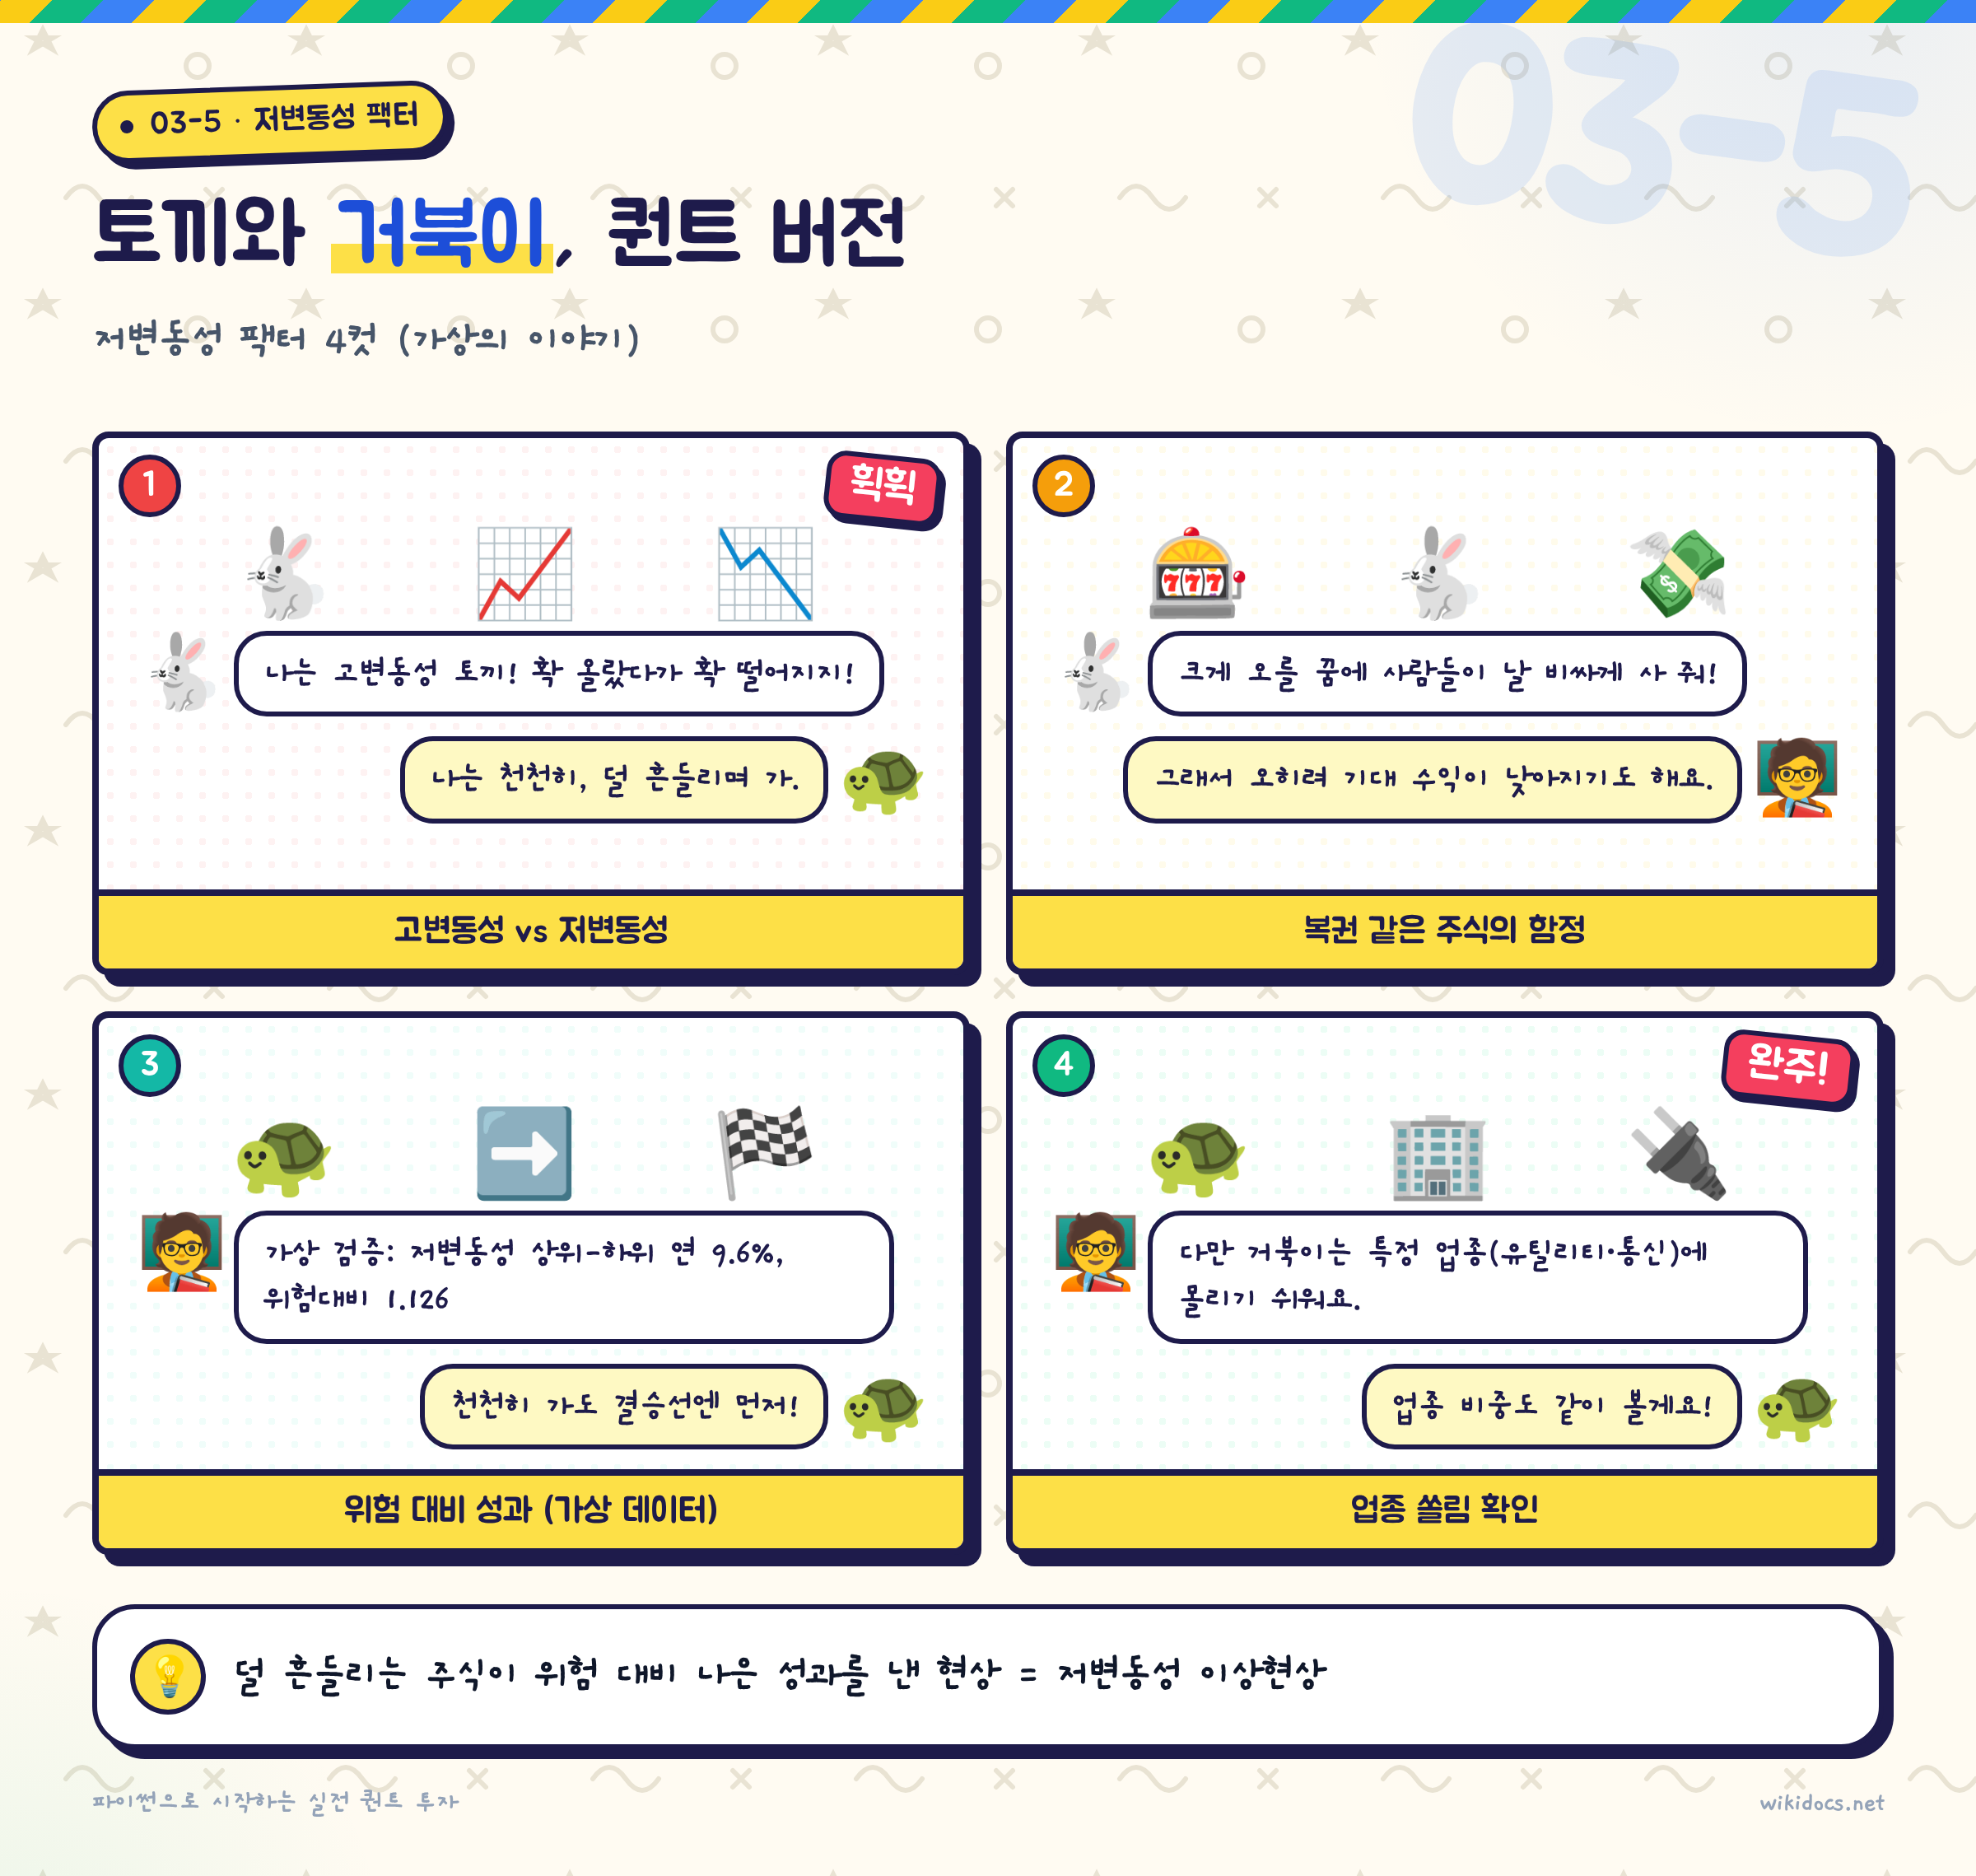 03-5
03-5 · 저변동성 팩터
토끼와 거북이, 퀀트 버전
저변동성 팩터 4컷 (가상의 이야기)
1
휙휙
나는 고변동성 토끼! 확 올랐다가 확 떨어지지!
나는 천천히, 덜 흔들리며 가.
고변동성 vs 저변동성
2
777
크게 오를 꿈에 사람들이 날 비싸게 사 줘!
그래서 오히려 기대 수익이 낮아지기도 해요.
복권 같은 주식의 함정
3
가상 검증: 저변동성 상위-하위 연 9.6%,
위험대비 1.126
천천히 가도 결승선엔 먼저!
위험 대비 성과 (가상 데이터)
4
완주!
다만 거북이는 특정 업종(유틸리티·통신)에
몰리기 쉬워요.
업종 비중도 같이 볼게요!
업종 쏠림 확인
덜 흔들리는 주식이 위험 대비 나은 성과를 낸 현상 = 저변동성 이상현상
파이썬으로 시작하는 실전 퀀트 투자
wikidocs.net